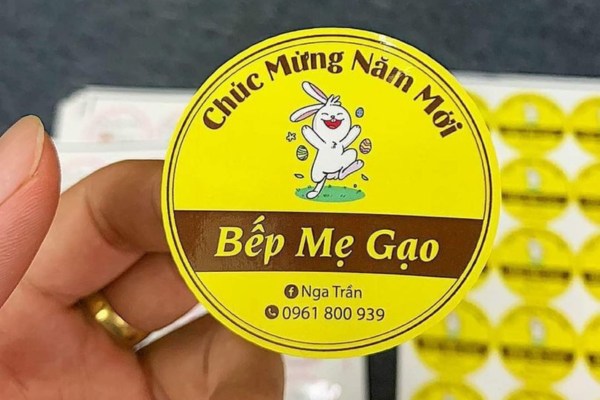 Chúc Mừng Năm Mới
Bếp Mẹ Gạo
Nga Trần
0961 800 939